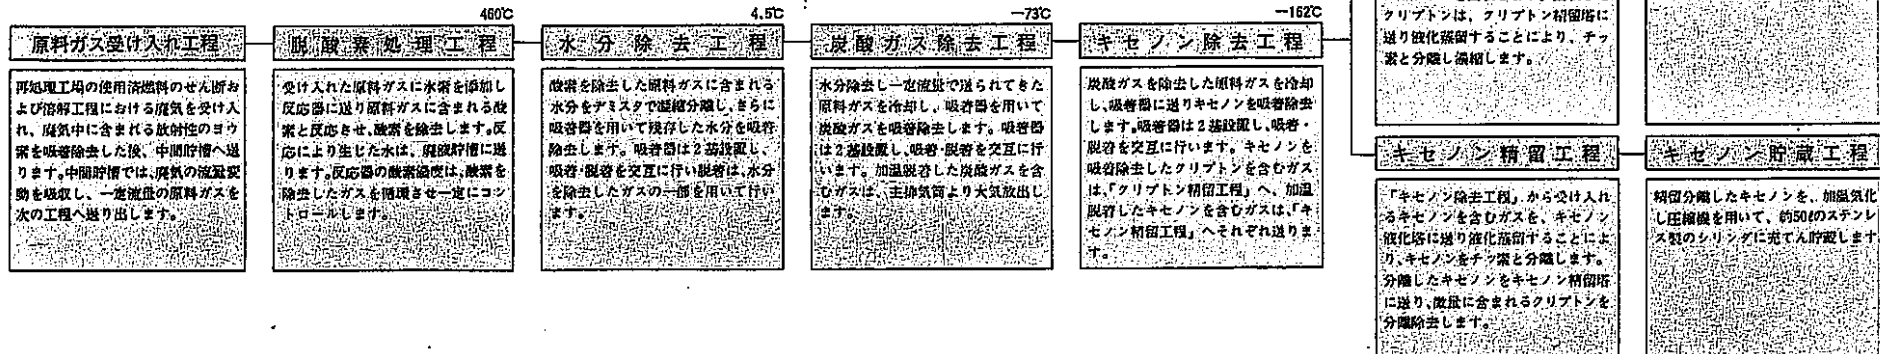 460℃
4.5℃
−73℃
−162℃
原料ガス受け入れ工程
再処理工場の使用済燃料のせん断お
よび溶解工程における廃気を受け入
れ、廃気中に含まれる放射性のヨウ
素を吸着除去した後、中間貯槽へ送
ります。中間貯槽では、廃気の流量変
動を吸収し、一定流量の原料ガスを
次の工程へ送り出します。
脱酸素処理工程
受け入れた原料ガスに水素を添加し
反応器に送り原料ガスに含まれる酸
素と反応させ、酸素を除去します。反
応により生じた水は、廃液貯槽に送
ります。反応器の酸素濃度は、酸素を
除去したガスを循環させ一定にコン
トロールします。
水分除去工程
酸素を除去した原料ガスに含まれる
水分をデミスタで凝縮分離し、さらに
吸着器を用いて残存した水分を吸着
除去します。吸着器は2基設置し、
吸着・脱着を交互に行い脱着は、水分
を除去したガスの一部を用いて行い
ます。
炭酸ガス除去工程
水分除去し一定流量で送られてきた
原料ガスを冷却し、吸着器を用いて
炭酸ガスを吸着除去します。吸着器
は2基設置し、吸着・脱着を交互に行
います。加温脱着した炭酸ガスを含
むガスは、主排気筒より大気放出し
ます。
キセノン除去工程
炭酸ガスを除去した原料ガスを冷却
し、吸着器に送りキセノンを吸着除去
します。吸着器は2基設置し、吸着・
脱着を交互に行います。キセノンを
吸着除去したクリプトンを含むガス
は、「クリプトン精留工程」へ、加温
脱着したキセノンを含むガスは、「キ
セノン精留工程」へそれぞれ送りま
す。
クリプトンは、クリプトン精留塔に
送り液化蒸留することにより、チッ
素と分離し濃縮します。
キセノン精留工程
「キセノン除去工程」から受け入れ
るキセノンを含むガスを、キセノン
液化塔に送り液化蒸留することによ
り、キセノンをチッ素と分離します。
分離したキセノンをキセノン精留塔
に送り、微量に含まれるクリプトンを
分離除去します。
キセノン貯蔵工程
精留分離したキセノンを、加温気化
し圧縮機を用いて、約50ℓのステンレ
ス製のシリンダに充てん貯蔵します